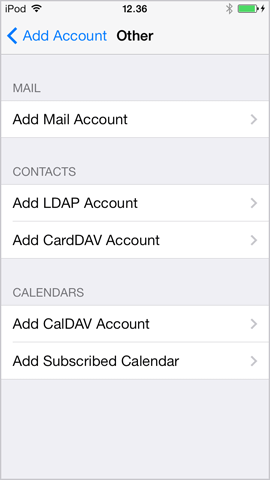 iPod 12.36
Add Account Other
MAIL
Add Mail Account
CONTACTS
Add LDAP Account
Add CardDAV Account
CALENDARS
Add CalDAV Account
Add Subscribed Calendar